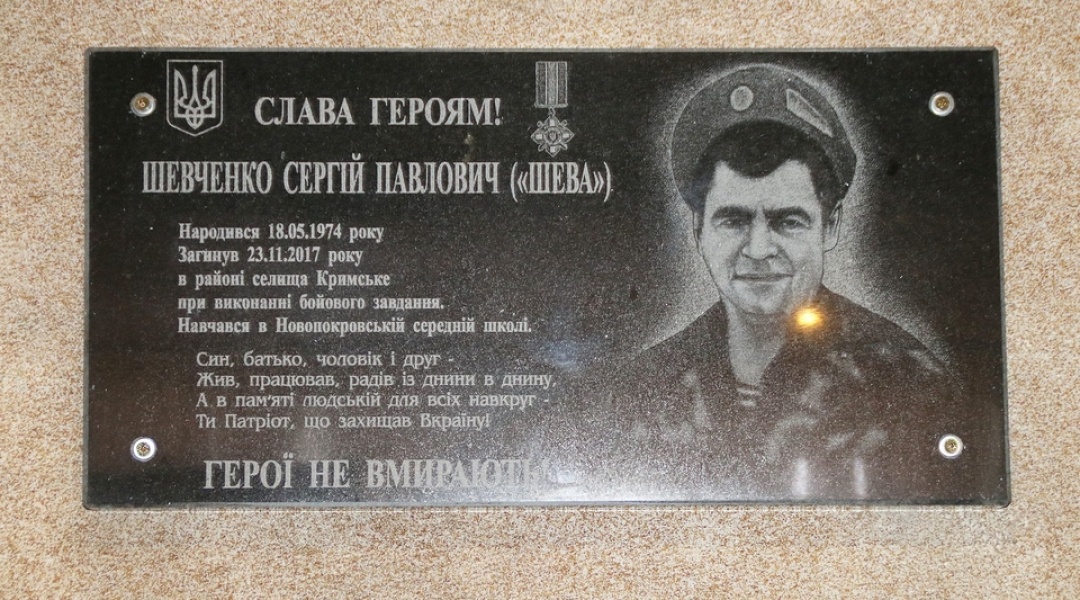 СЛАВА ГЕРОЯМ!
ШЕВЧЕНКО СЕРГІЙ ПАВЛОВИЧ («ШЕВА»)
Народився 18.05.1974 року
Загинув 23.11.2017 року
в районі селища Кримське
при виконанні бойового завдання.
Навчався в Новопокровській середній школі.
Син, батько, чоловік і друг -
Жив, працював, радів із днини в днину,
А в пам'яті людській для всіх навкруг -
Ти Патріот, що захищав Вкраїну!
ГЕРОЇ НЕ ВМИРАЮТЬ!